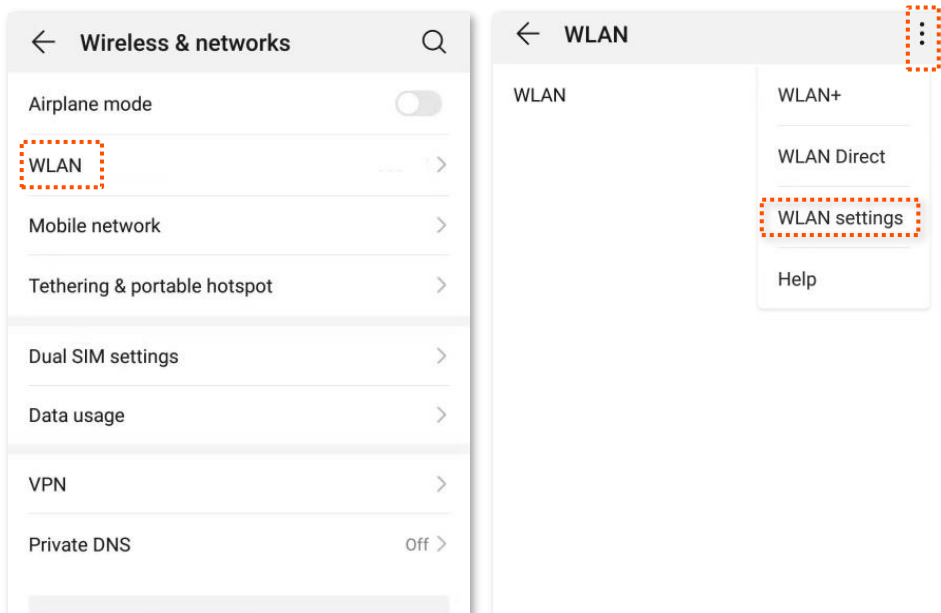 Wireless & networks
Airplane mode
WLAN
Mobile network
Tethering & portable hotspot
Dual SIM settings
Data usage
VPN
Private DNS
Off
WLAN
WLAN
WLAN+
WLAN Direct
WLAN settings
Help